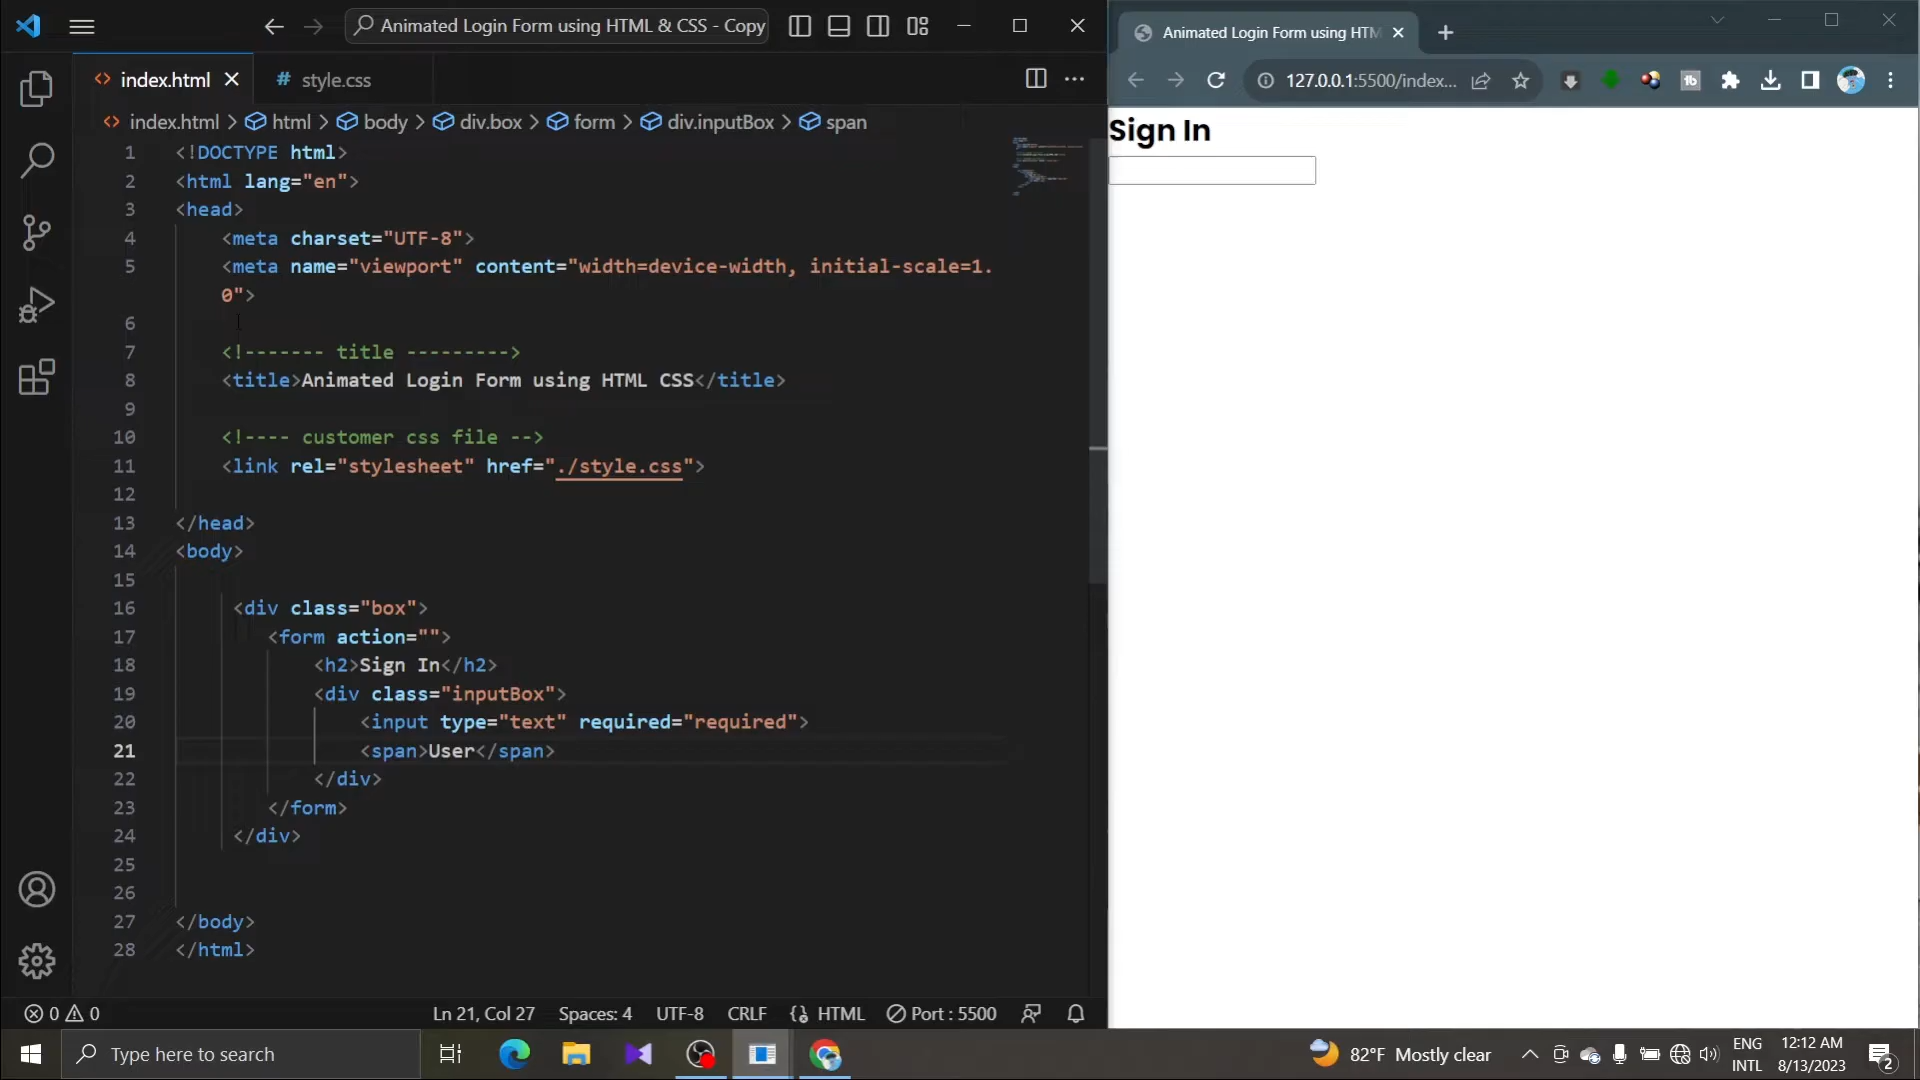 Animated Login Form using HTML & CSS - Copy
index.html
# style.css
index.html > html > body > div.box > form > div.inputBox > span
1 <!DOCTYPE html>
2 <html lang="en">
3 <head>
4 <meta charset="UTF-8">
5 <meta name="viewport" content="width=device-width, initial-scale=1.
0">
6
7 <!------- title --------->
8 <title>Animated Login Form using HTML CSS</title>
9
10 <!---- customer css file -->
11 <link rel="stylesheet" href="./style.css">
12
13 </head>
14 <body>
15
16 <div class="box">
17 <form action="">
18 <h2>Sign In</h2>
19 <div class="inputBox">
20 <input type="text" required="required">
21 <span>User</span>
22 </div>
23 </form>
24 </div>
25
26
27 </body>
28 </html>
0 0
Ln 21, Col 27 Spaces: 4 UTF-8 CRLF HTML Port : 5500
Animated Login Form using HTM
127.0.0.1:5500/index...
Sign In
Type here to search
82°F Mostly clear
ENG
INTL
12:12 AM
8/13/2023
2